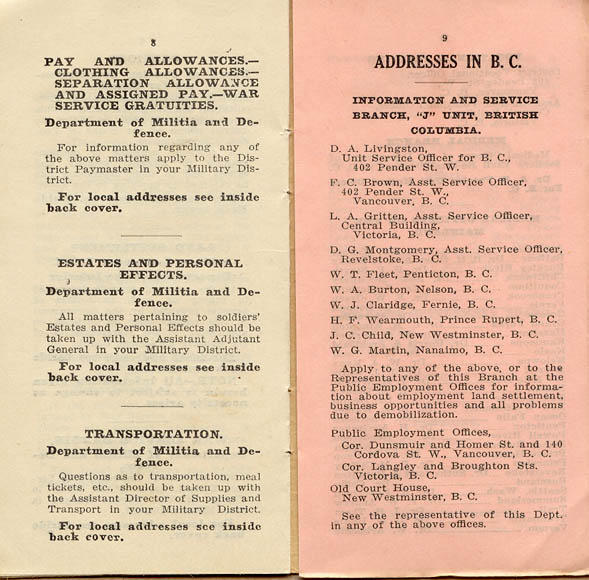 8
PAY AND ALLOWANCES.—
CLOTHING ALLOWANCES.—
SEPARATION ALLOWANCE
AND ASSIGNED PAY.—WAR
SERVICE GRATUITIES.
Department of Militia and De-
fence.
For information regarding any of
the above matters apply to the Dis-
trict Paymaster in your Military Dis-
trict.
For local addresses see inside
back cover.
ESTATES AND PERSONAL
EFFECTS.
Department of Militia and De-
fence.
All matters pertaining to soldiers'
Estates and Personal Effects should be
taken up with the Assistant Adjutant
General in your Military District.
For local addresses see inside
back cover.
TRANSPORTATION.
Department of Militia and De-
fence.
Questions as to transportation, meal
tickets, etc., should be taken up with
the Assistant Director of Supplies and
Transport in your Military District.
For local addresses see inside
back cover.
9
ADDRESSES IN B. C.
INFORMATION AND SERVICE
BRANCH, "J" UNIT, BRITISH
COLUMBIA.
D. A. Livingston,
Unit Service Officer for B. C.,
402 Pender St. W.
F. C. Brown, Asst. Service Officer,
402 Pender St. W.,
Vancouver, B. C.
L. A. Gritten, Asst. Service Officer,
Central Building,
Victoria, B. C.
D. G. Montgomery, Asst. Service Officer,
Revelstoke, B. C.
W. T. Fleet, Penticton, B. C.
W. A. Burton, Nelson, B. C.
W. J. Claridge, Fernie, B. C.
H. F. Wearmouth, Prince Rupert, B. C.
J. C. Child, New Westminster, B. C.
W. G. Martin, Nanaimo, B. C.
Apply to any of the above, or to the
Representatives of this Branch at the
Public Employment Offices for informa-
tion about employment land settlement,
business opportunities and all problems
due to demobilization.
Public Employment Offices,
Cor. Dunsmuir and Homer St. and 140
Cordova St. W., Vancouver, B. C.
Cor. Langley and Broughton Sts.
Victoria, B. C.
Old Court House,
New Westminster, B. C.
See the representative of this Dept.
in any of the above offices.